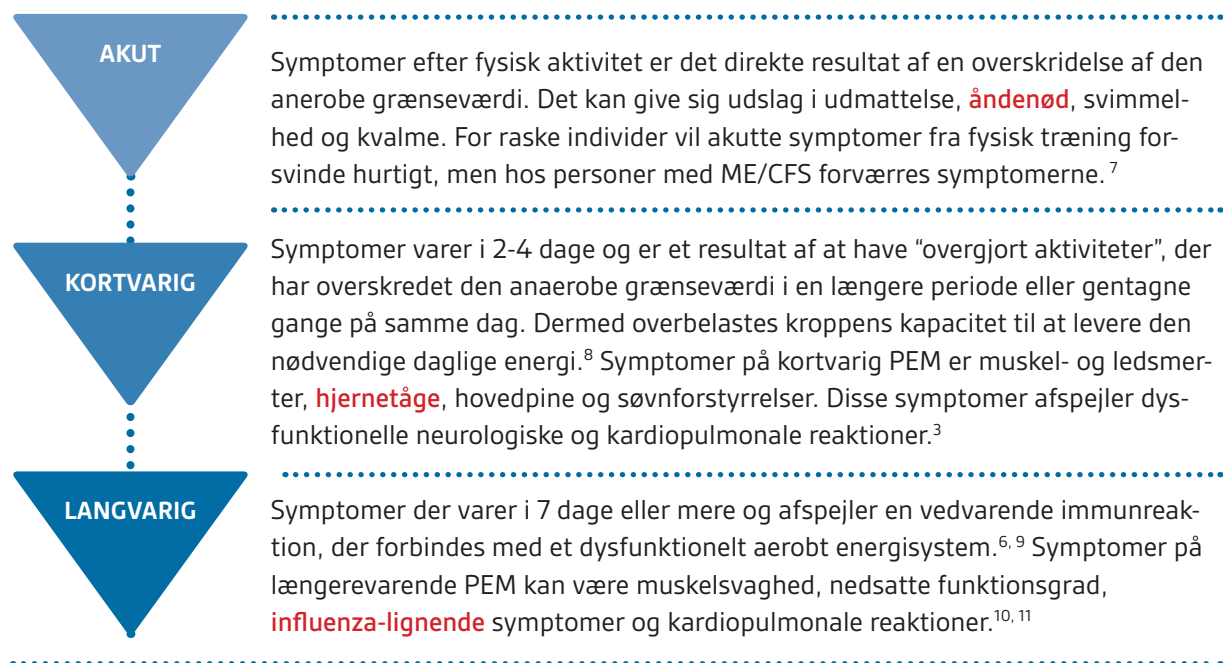 AKUT
Symptomer efter fysisk aktivitet er det direkte resultat af en overskridelse af den
anerobe grænseværdi. Det kan give sig udslag i udmattelse, åndenød, svimmel-
hed og kvalme. For raske individer vil akutte symptomer fra fysisk træning for-
svinde hurtigt, men hos personer med ME/CFS forværres symptomerne. 7
KORTVARIG
Symptomer varer i 2-4 dage og er et resultat af at have “overgjort aktiviteter”, der
har overskredet den anaerobe grænseværdi i en længere periode eller gentagne
gange på samme dag. Dermed overbelastes kroppens kapacitet til at levere den
nødvendige daglige energi.8 Symptomer på kortvarig PEM er muskel- og ledsmer-
ter, hjernetåge, hovedpine og søvnforstyrrelser. Disse symptomer afspejler dys-
funktionelle neurologiske og kardiopulmonale reaktioner.3
LANGVARIG
Symptomer der varer i 7 dage eller mere og afspejler en vedvarende immunreak-
tion, der forbindes med et dysfunktionelt aerobt energisystem.6, 9 Symptomer på
længerevarende PEM kan være muskelsvaghed, nedsatte funktionsgrad,
influenza-lignende symptomer og kardiopulmonale reaktioner.10, 11